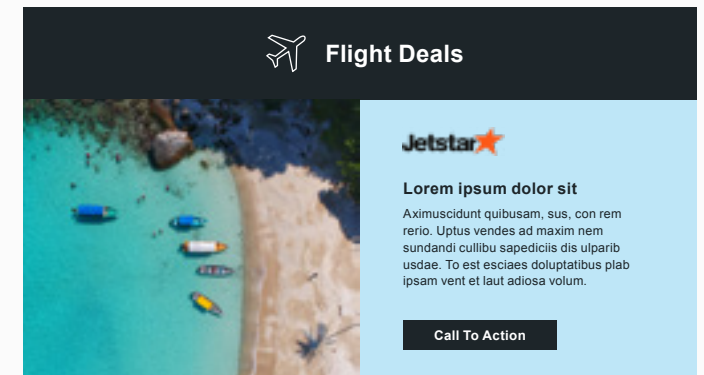 Flight Deals
Jetstar
Lorem ipsum dolor sit
Aximuscidunt quibusam, sus, con rem
rerio. Uptus vendes ad maxim nem
sundandi cullibu sapediciis dis ulparib
usdae. To est esciaes doluptatibus plab
ipsam vent et laut adiosa volum.
Call To Action